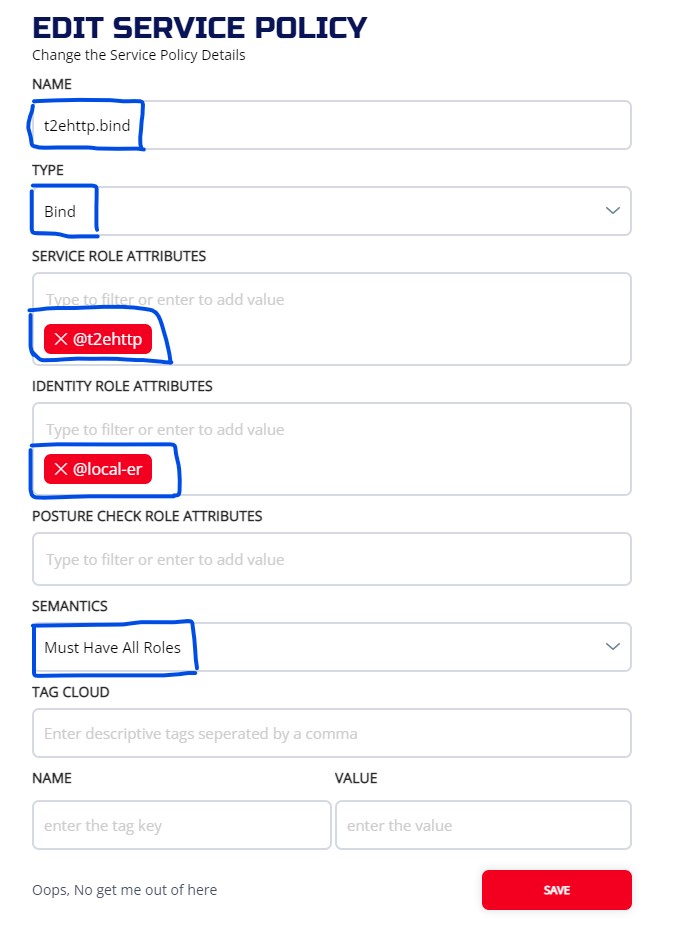 EDIT SERVICE POLICY
Change the Service Policy Details
NAME
t2ehttp.bind
TYPE
Bind
SERVICE ROLE ATTRIBUTES
Type to filter or enter to add value
@t2ehttp
IDENTITY ROLE ATTRIBUTES
Type to filter or enter to add value
@local-er
POSTURE CHECK ROLE ATTRIBUTES
Type to filter or enter to add value
SEMANTICS
Must Have All Roles
TAG CLOUD
Enter descriptive tags seperated by a comma
NAME VALUE
enter the tag key enter the value
Oops, No get me out of here SAVE